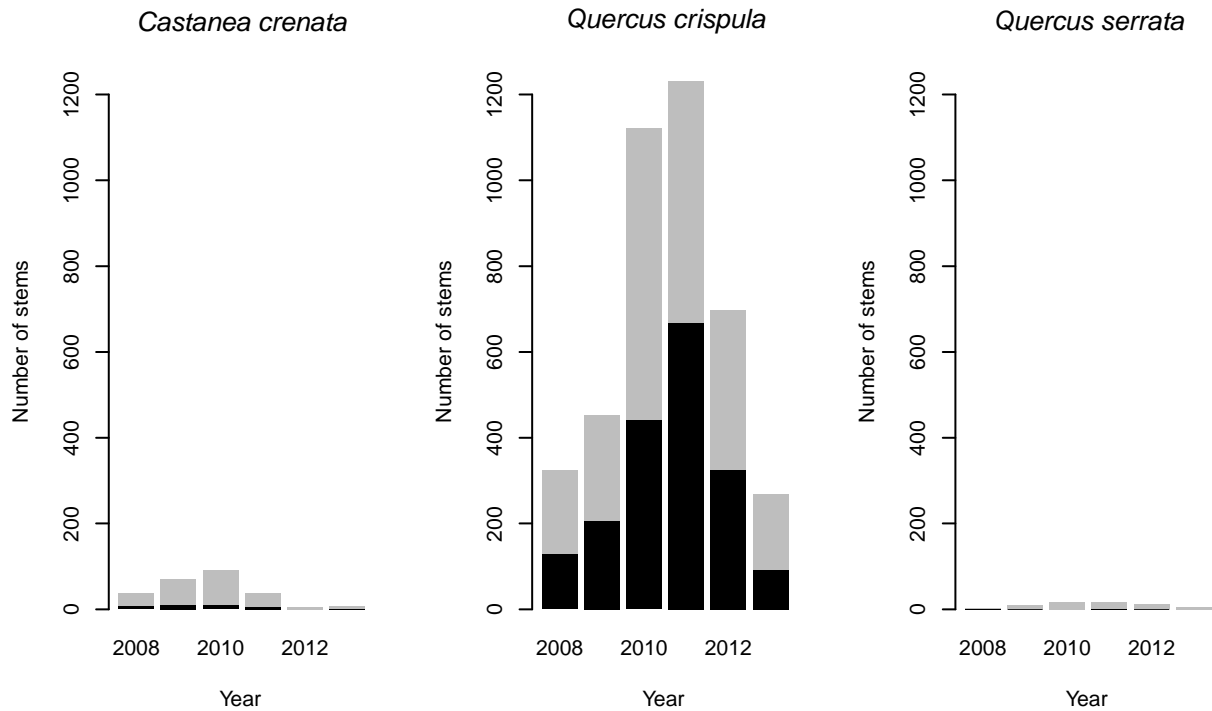 Castanea crenata
Number of stems
0 200 400 600 800 1000 1200
2008 2010 2012
Year
Quercus crispula
Number of stems
0 200 400 600 800 1000 1200
2008 2010 2012
Year
Quercus serrata
Number of stems
0 200 400 600 800 1000 1200
2008 2010 2012
Year